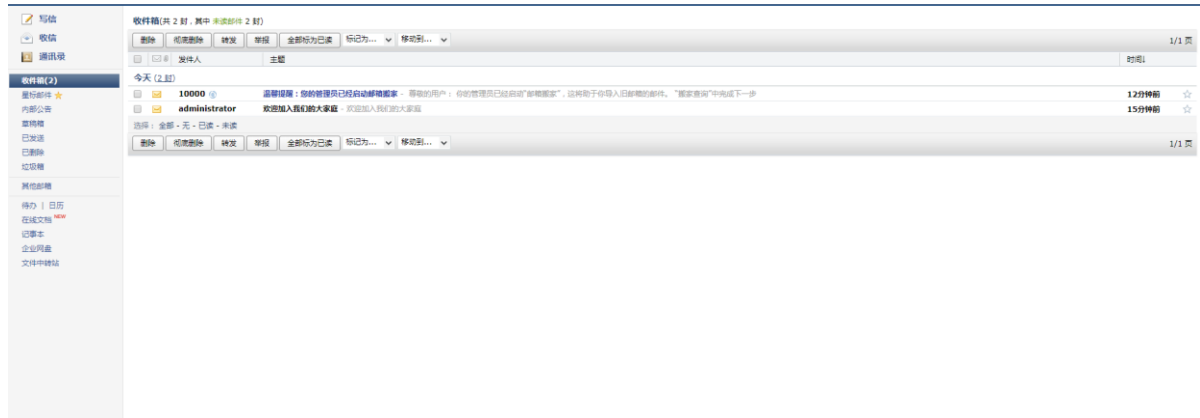 写信
收信
通讯录
收件箱(2)
星标邮件
内部公告
草稿箱
已发送
已删除
垃圾箱
其他邮箱
待办 | 日历
在线文档 NEW
记事本
企业网盘
文件中转站
收件箱(共 2 封，其中 未读邮件 2 封)
删除 彻底删除 转发 举报 全部标为已读 标记为... 移动到... 1/1 页
发件人 主题 时间↓
今天 (2 封)
10000 温馨提醒：您的管理员已经启动邮箱搬家 - 尊敬的用户： 你的管理员已经启动“邮箱搬家”，这将助于你导入旧邮箱的邮件。 “搬家查询”中完成下一步 12分钟前
administrator 欢迎加入我们的大家庭 - 欢迎加入我们的大家庭 15分钟前
选择：全部 - 无 - 已读 - 未读
删除 彻底删除 转发 举报 全部标为已读 标记为... 移动到... 1/1 页